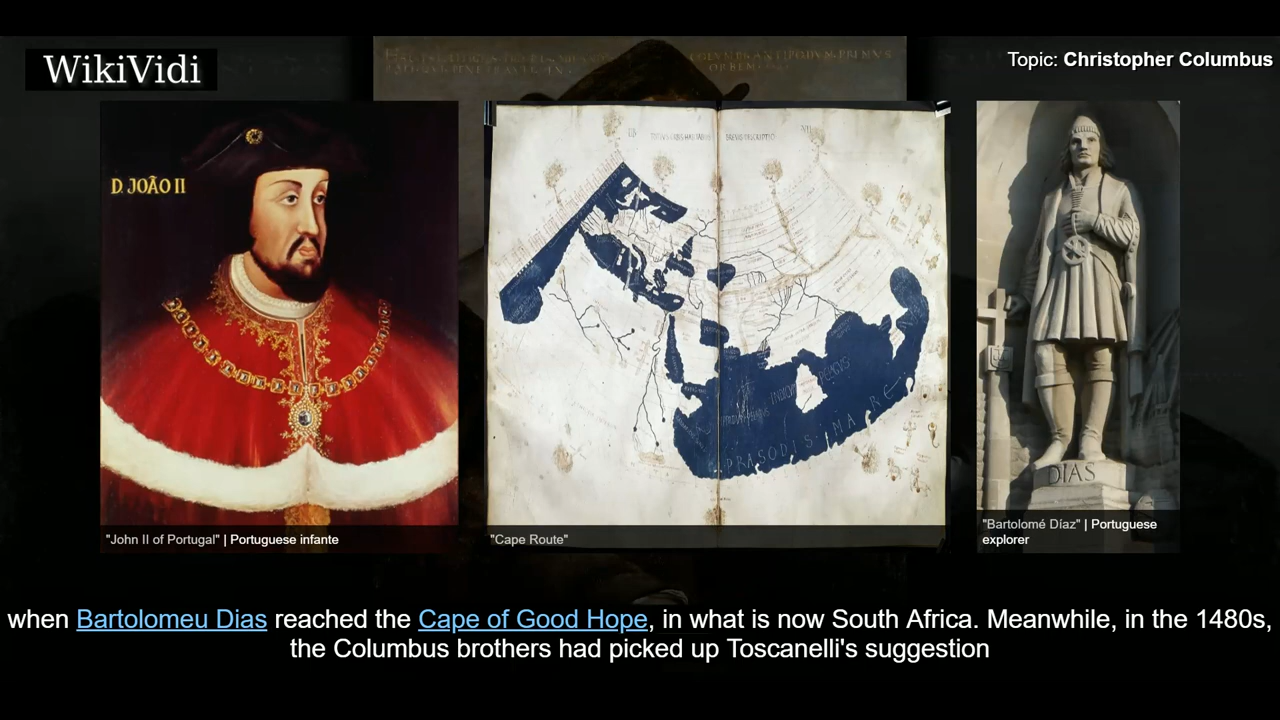 WikiVidi
Topic: Christopher Columbus
D. JOÃO II
PRASODIS MARE
DIAS
"John II of Portugal" | Portuguese infante
"Cape Route"
"Bartolomé Díaz" | Portuguese
explorer
when Bartolomeu Dias reached the Cape of Good Hope, in what is now South Africa. Meanwhile, in the 1480s,
the Columbus brothers had picked up Toscanelli's suggestion